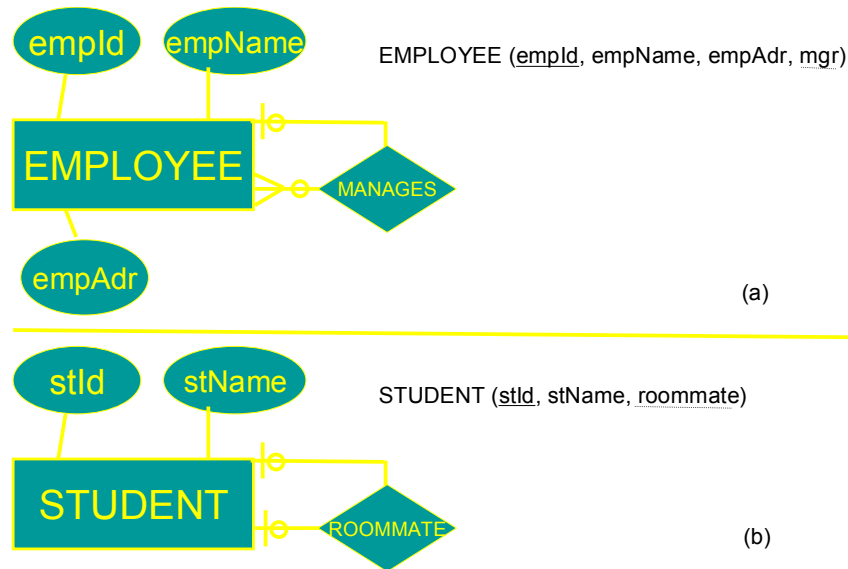 empId
empName
EMPLOYEE (empId, empName, empAdr, mgr)
EMPLOYEE
MANAGES
empAdr
(a)
stId
stName
STUDENT (stId, stName, roommate)
STUDENT
ROOMMATE
(b)